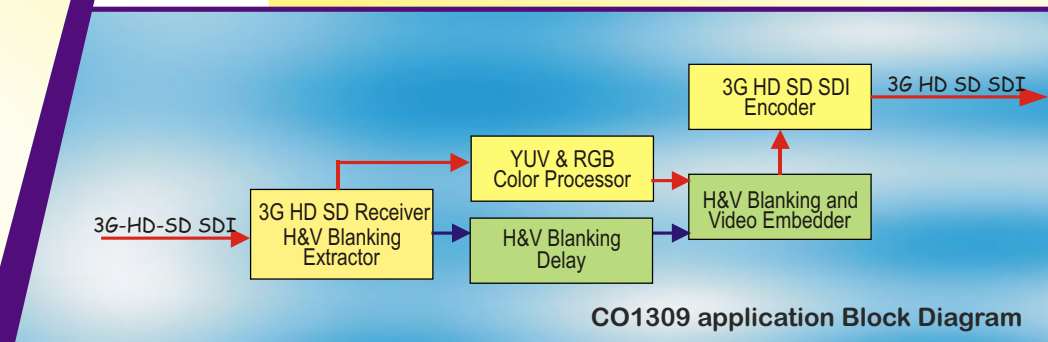 3G HD SD SDI
Encoder
3G HD SD SDI
YUV & RGB
Color Processor
3G-HD-SD SDI
3G HD SD Receiver
H&V Blanking
Extractor
H&V Blanking
Delay
H&V Blanking and
Video Embedder
CO1309 application Block Diagram